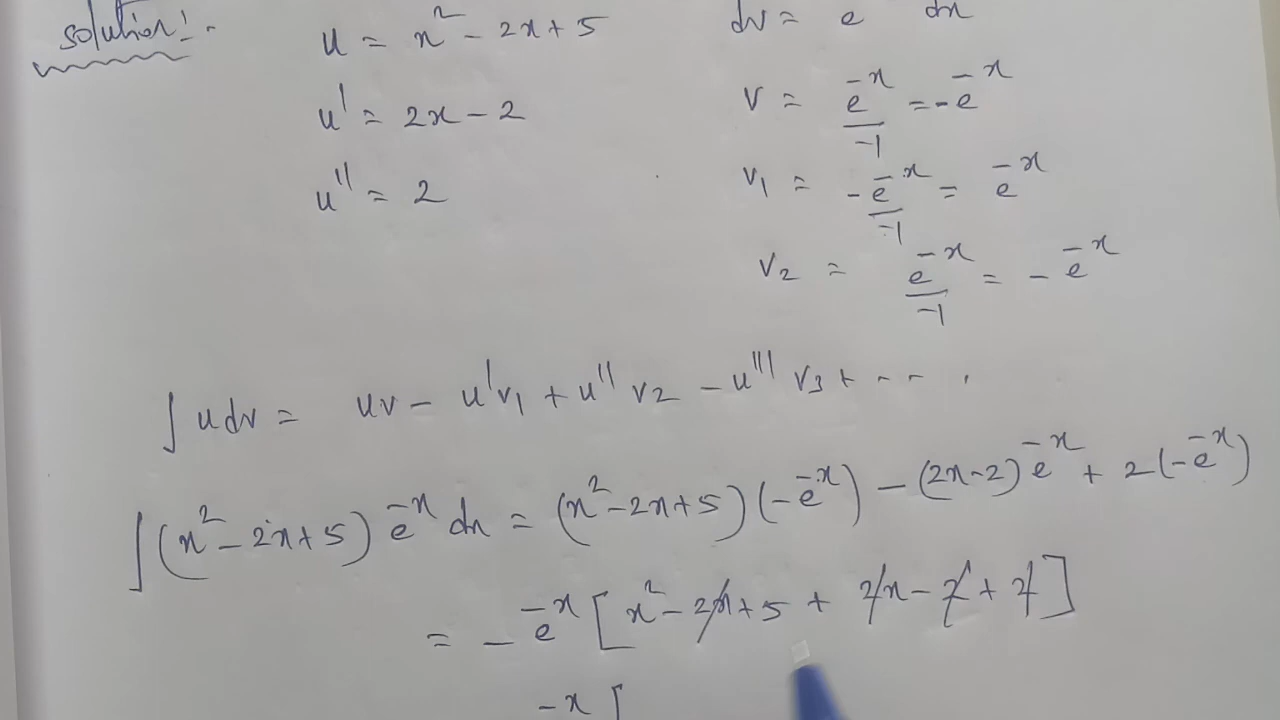 solution:-
u = x² - 2x + 5    dv = e dx
u' = 2x - 2    v = e^-x/-1 = -e^-x
u'' = 2    v₁ = -e^-x/-1 = e^-x
v₂ = e^-x/-1 = -e^-x
∫ u dv = uv - u'v₁ + u''v₂ - u'''v₃ + ....
∫(x² - 2x + 5) e^-x dx = (x² - 2x + 5)(-e^-x) - (2x-2)e^-x + 2(-e^-x)
= -e^-x [x² - 2x + 5 + 2x - 2 + 2]
-x [